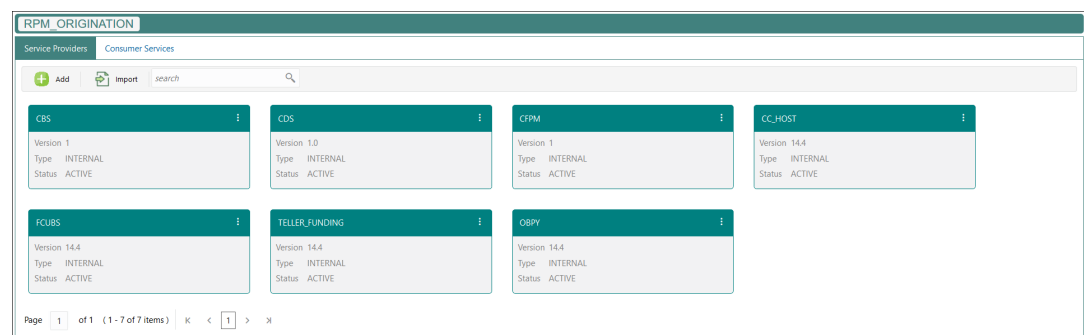 RPM_ORIGINATION
Service Providers Consumer Services
Add Import search
CBS
Version 1
Type INTERNAL
Status ACTIVE
CDS
Version 1.0
Type INTERNAL
Status ACTIVE
CFPM
Version 1
Type INTERNAL
Status ACTIVE
CC_HOST
Version 14.4
Type INTERNAL
Status ACTIVE
FCUBS
Version 14.4
Type INTERNAL
Status ACTIVE
TELLER_FUNDING
Version 14.4
Type INTERNAL
Status ACTIVE
OBPY
Version 14.4
Type INTERNAL
Status ACTIVE
Page 1 of 1 (1 - 7 of 7 items) K < 1 > X